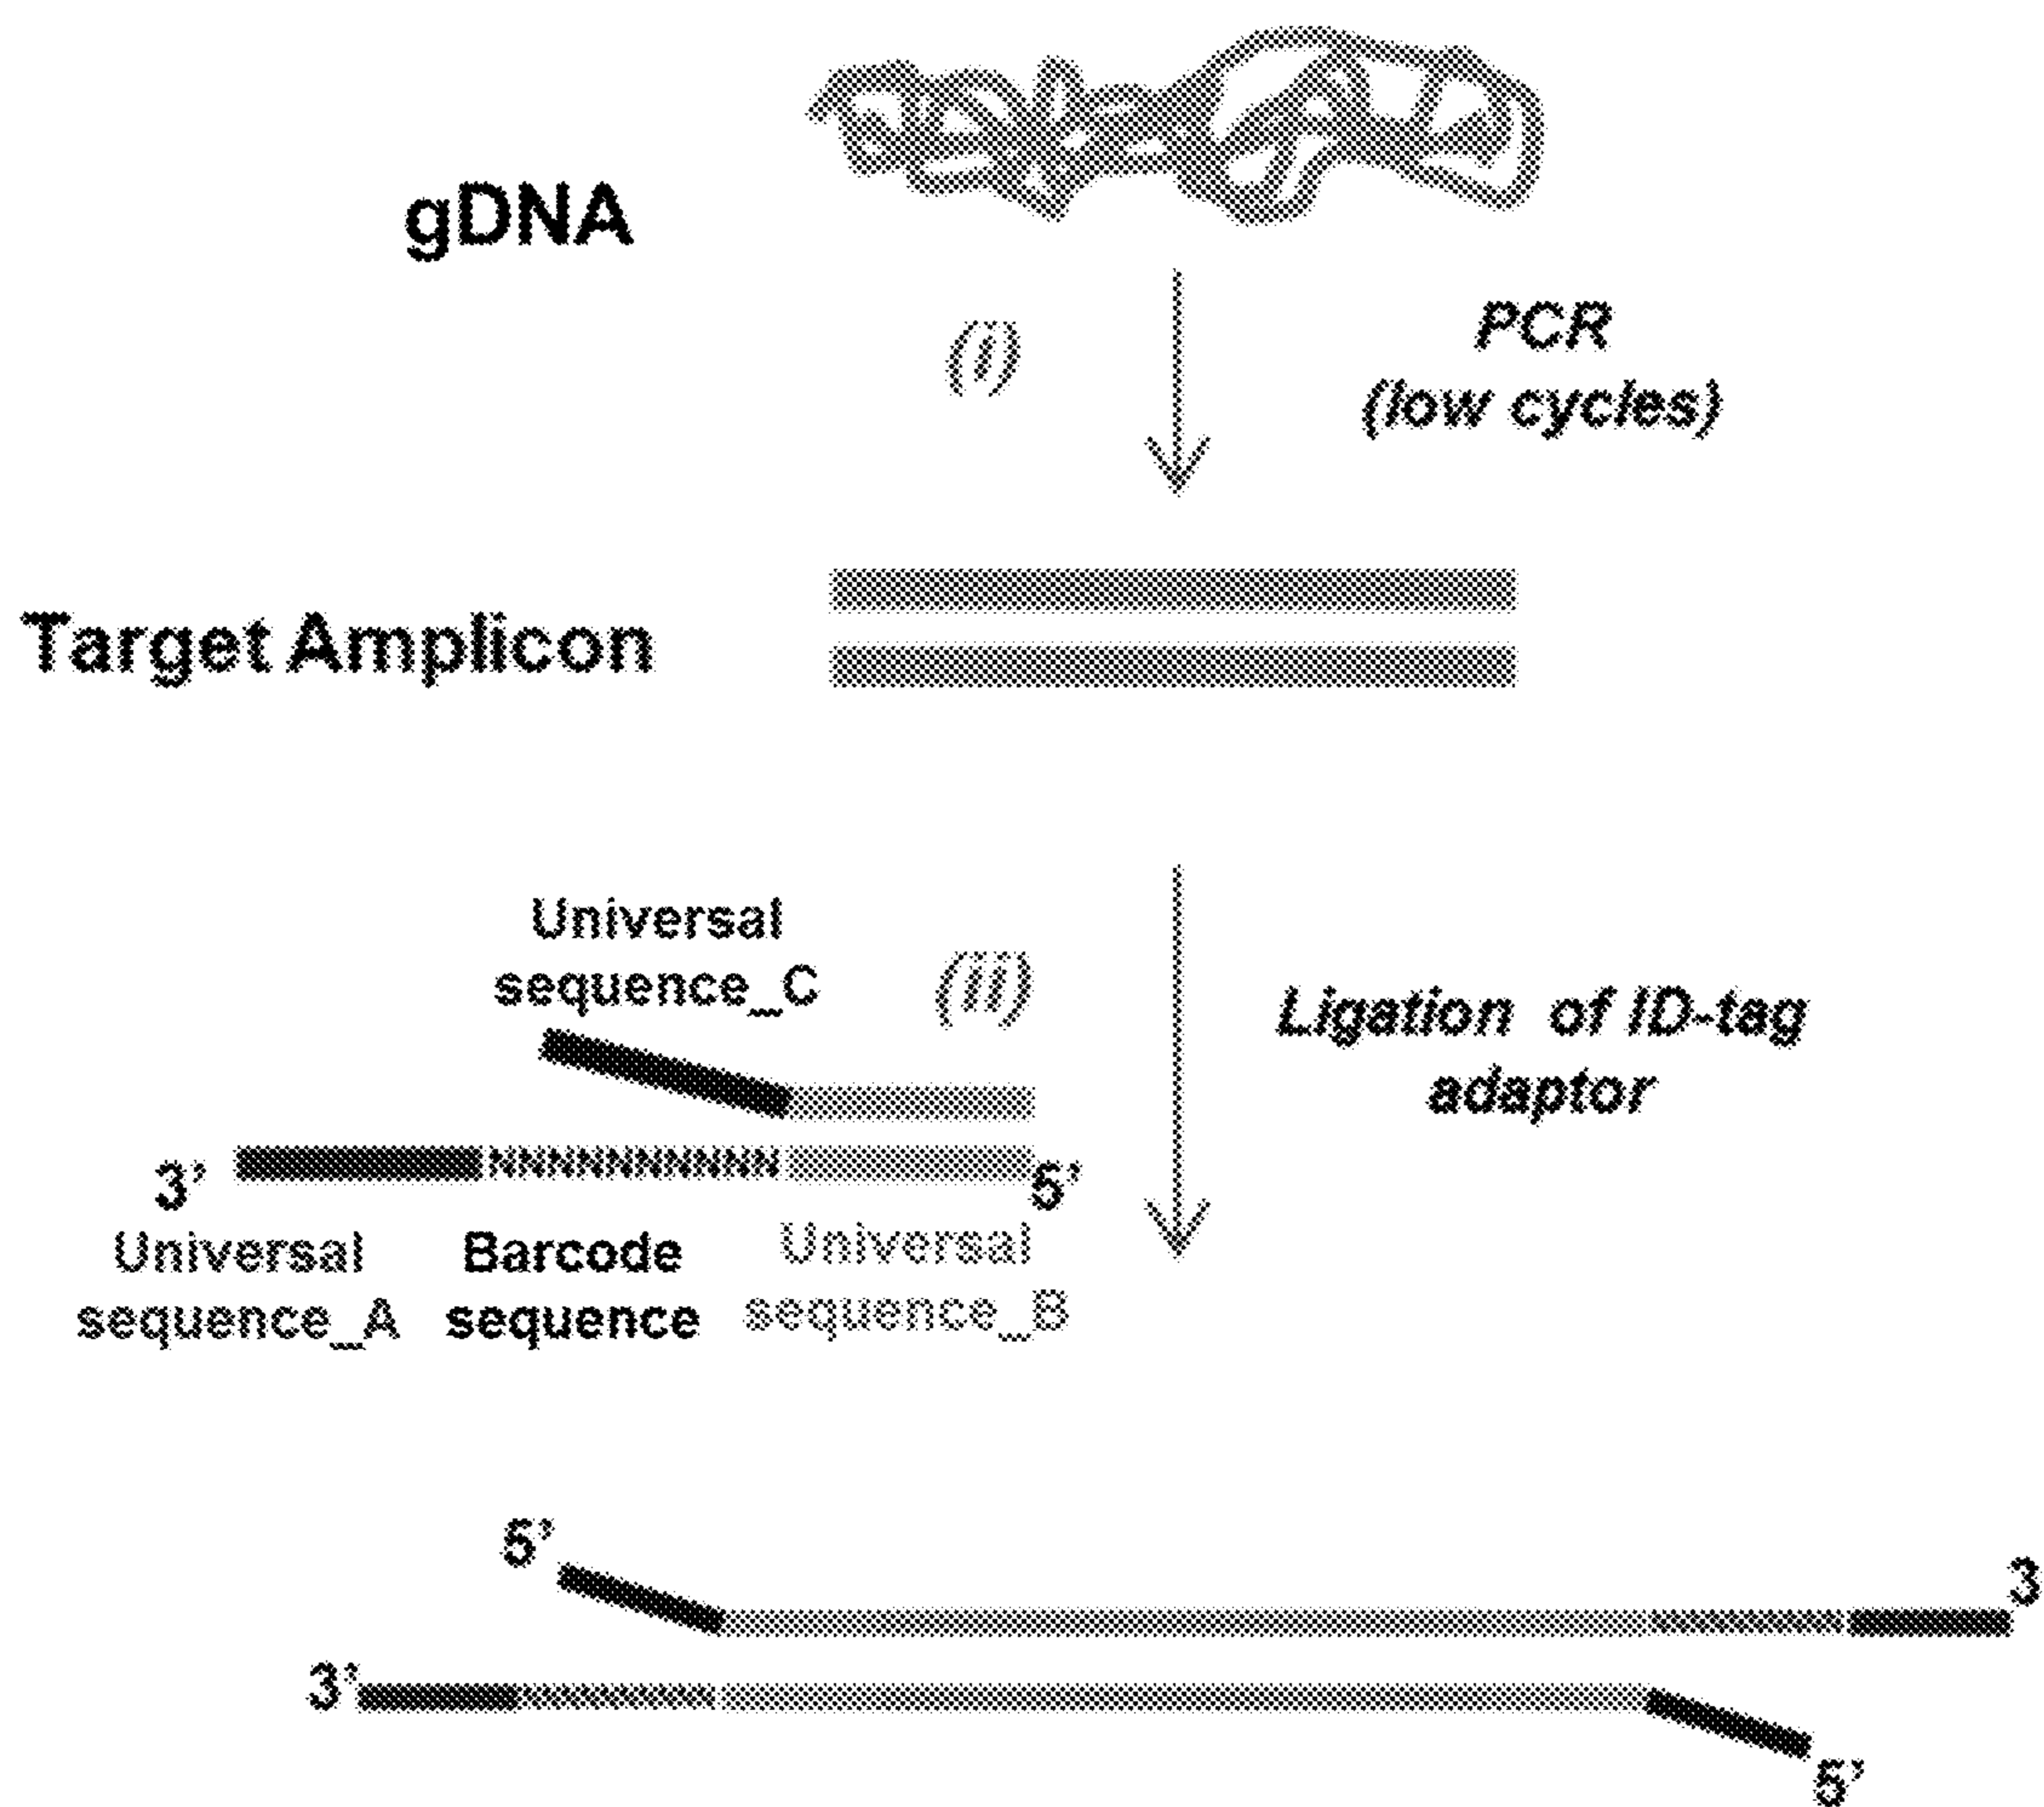 gDNA
(i)
PCR
(low cycles)
Target Amplicon
Universal
sequence_C
(ii)
Ligation of ID-tag
adaptor
NNNNNNNNNN
3'
5'
Universal
sequence_A
Barcode
sequence
Universal
sequence_B
5'
3
3'
5'